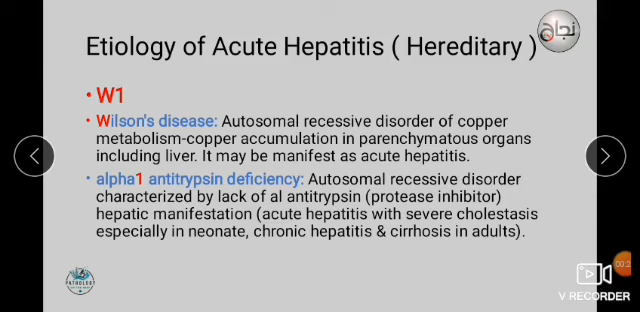 Etiology of Acute Hepatitis ( Hereditary )
نجاح
• W1
• Wilson's disease: Autosomal recessive disorder of copper
metabolism-copper accumulation in parenchymatous organs
including liver. It may be manifest as acute hepatitis.
• alpha1 antitrypsin deficiency: Autosomal recessive disorder
characterized by lack of al antitrypsin (protease inhibitor)
hepatic manifestation (acute hepatitis with severe cholestasis
especially in neonate, chronic hepatitis & cirrhosis in adults).
PATHOLOGY
V RECORDER